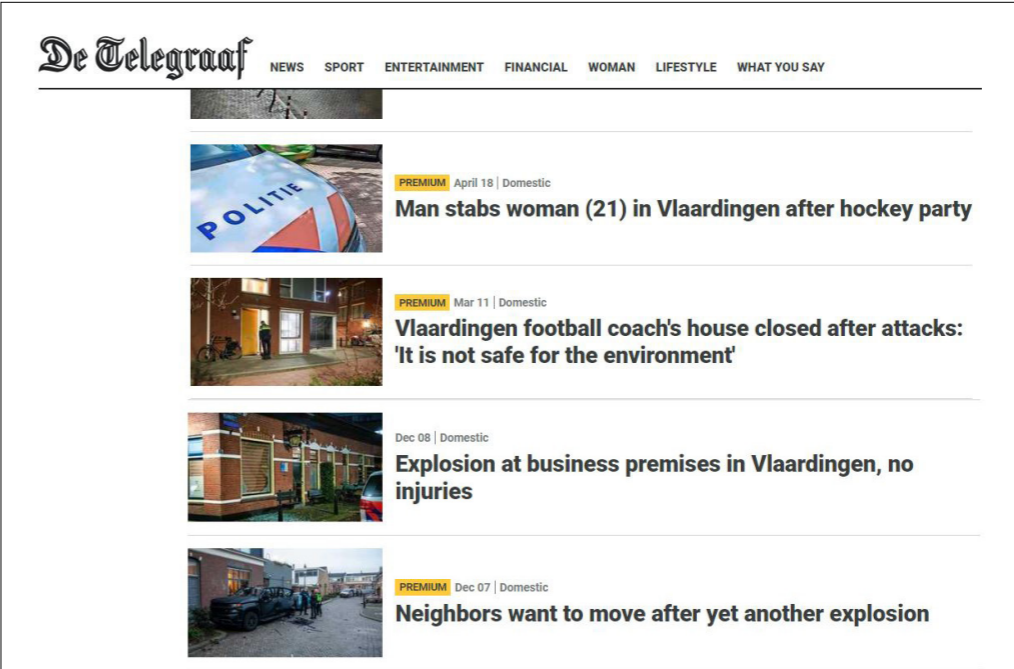 De Telegraaf NEWS SPORT ENTERTAINMENT FINANCIAL WOMAN LIFESTYLE WHAT YOU SAY
POLITIE
PREMIUM April 18 | Domestic
Man stabs woman (21) in Vlaardingen after hockey party
PREMIUM Mar 11 | Domestic
Vlaardingen football coach's house closed after attacks:
'It is not safe for the environment'
Dec 08 | Domestic
Explosion at business premises in Vlaardingen, no
injuries
PREMIUM Dec 07 | Domestic
Neighbors want to move after yet another explosion